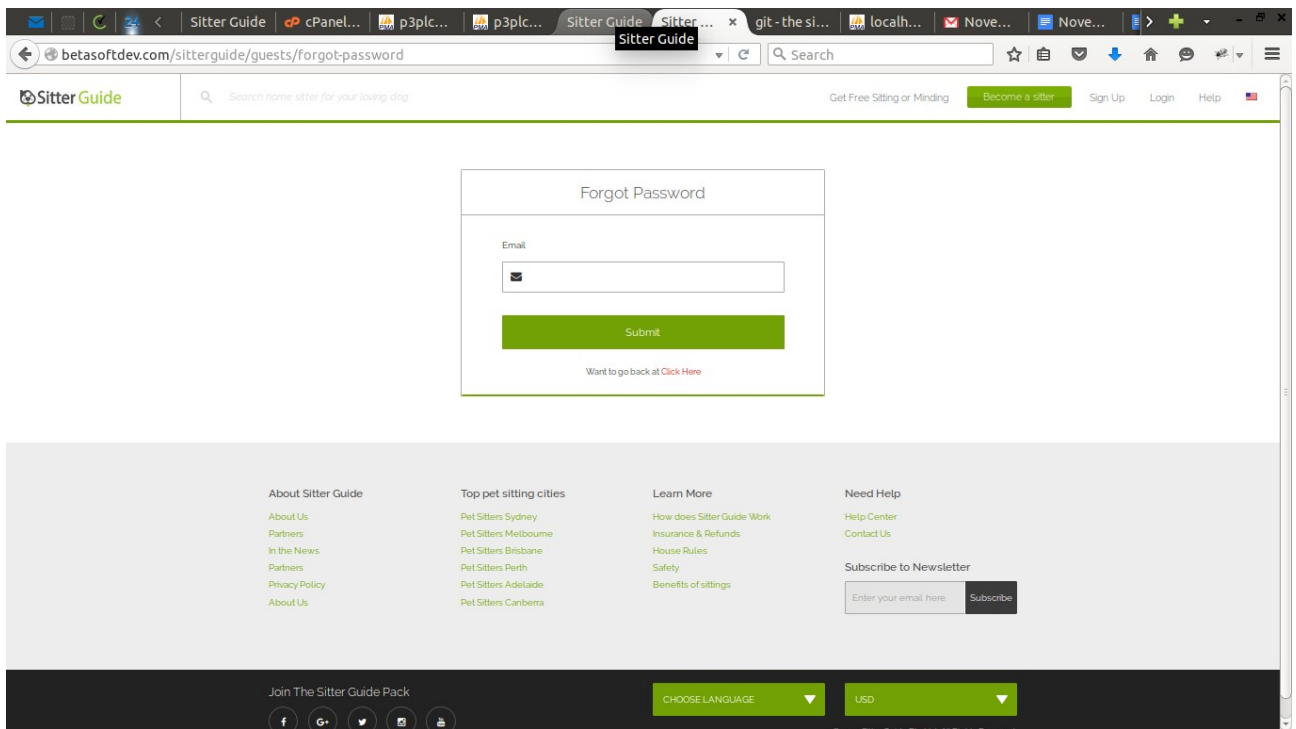 Sitter Guide
cPanel...
p3plc...
p3plc...
Sitter Guide
Sitter ...
git - the si...
localh...
Nove...
Nove...
Sitter Guide
betasoftdev.com/sitterguide/guests/forgot-password
Search
Sitter Guide
Search home sitter for your loving dog
Get Free Sitting or Minding
Become a sitter
Sign Up
Login
Help
Forgot Password
Email
Submit
Want to go back at Click Here
About Sitter Guide
About Us
Partners
In the News
Partners
Privacy Policy
About Us
Top pet sitting cities
Pet Sitters Sydney
Pet Sitters Melbourne
Pet Sitters Brisbane
Pet Sitters Perth
Pet Sitters Adelaide
Pet Sitters Canberra
Learn More
How does Sitter Guide Work
Insurance & Refunds
House Rules
Safety
Benefits of sittings
Need Help
Help Center
Contact Us
Subscribe to Newsletter
Enter your email here
Subscribe
Join The Sitter Guide Pack
CHOOSE LANGUAGE
USD